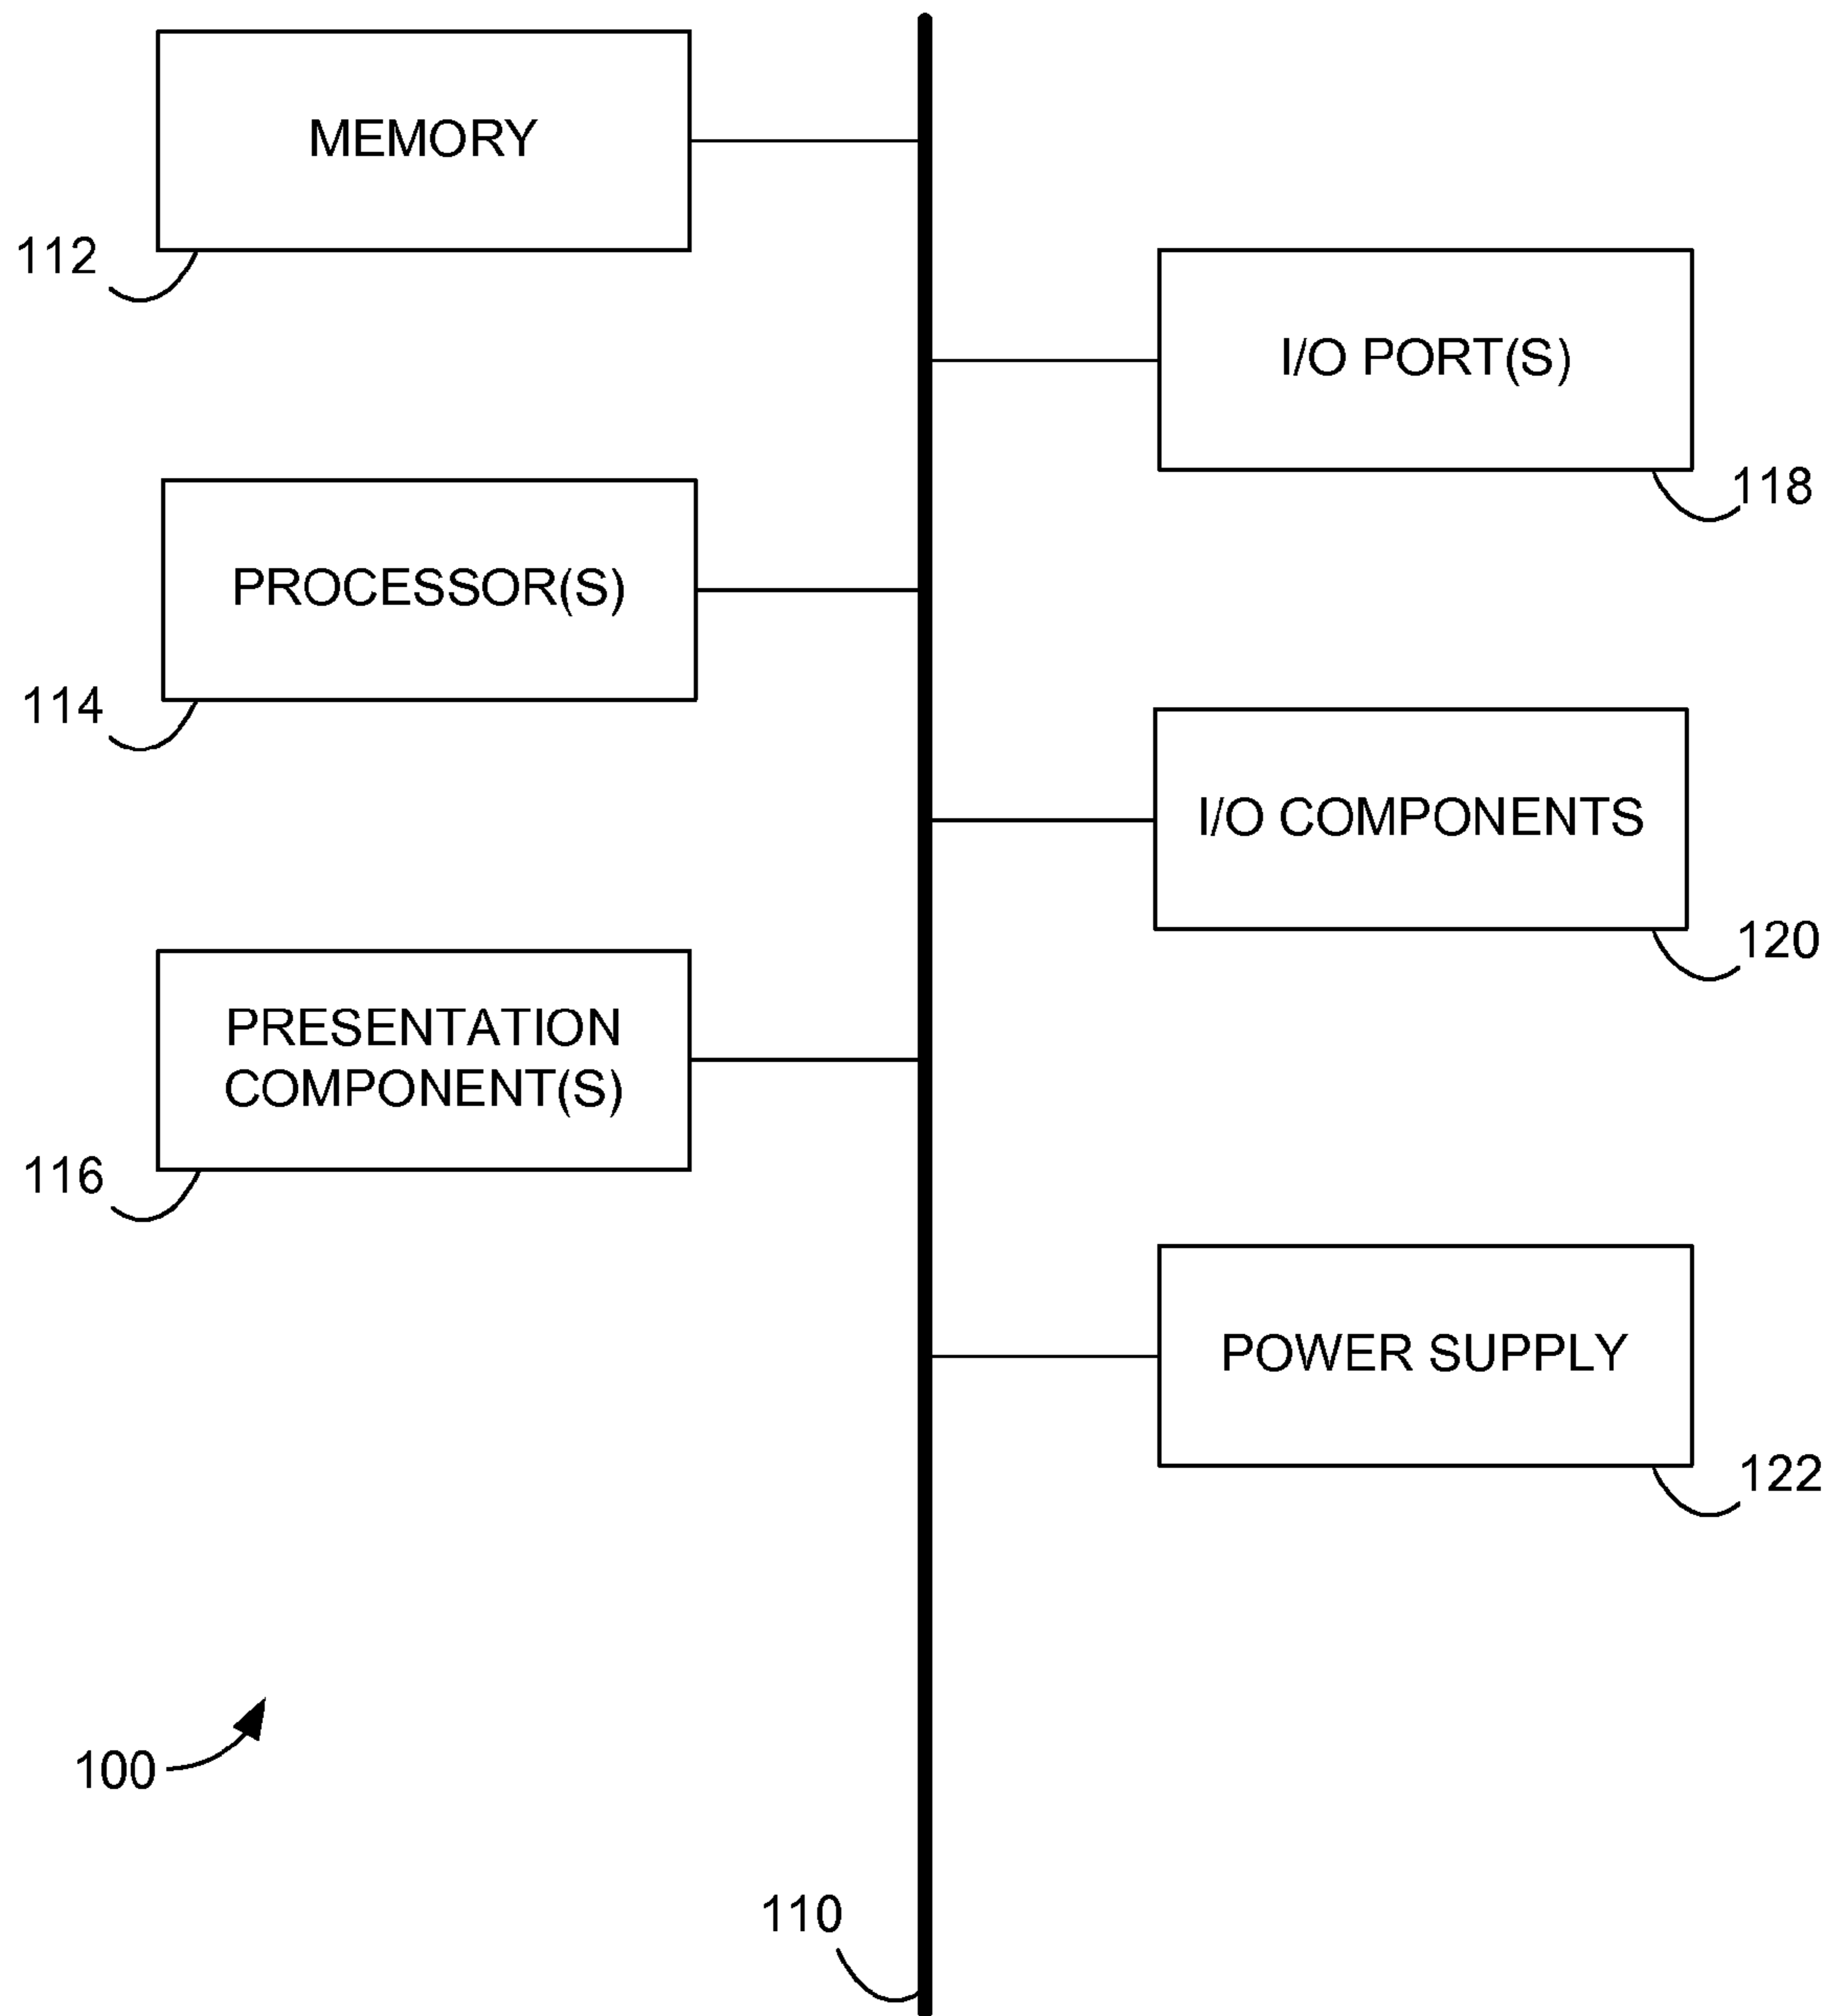 MEMORY
112
I/O PORT(S)
118
PROCESSOR(S)
114
I/O COMPONENTS
120
PRESENTATION
COMPONENT(S)
116
POWER SUPPLY
122
100
110